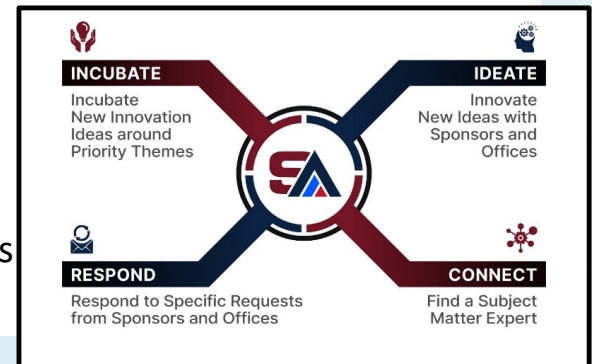 INCUBATE
Incubate
New Innovation
Ideas around
Priority Themes
IDEATE
Innovate
New Ideas with
Sponsors and
Offices
SA
s
RESPOND
Respond to Specific Requests
from Sponsors and Offices
CONNECT
Find a Subject
Matter Expert